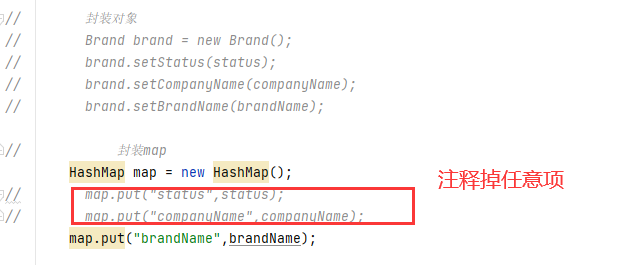 //        封装对象
//        Brand brand = new Brand();
//        brand.setStatus(status);
//        brand.setCompanyName(companyName);
//        brand.setBrandName(brandName);
//            封装map
HashMap map = new HashMap();
//        map.put("status",status);
//        map.put("companyName",companyName);
map.put("brandName",brandName);
注释掉任意项